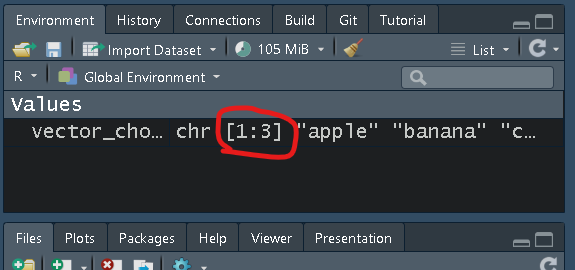 Environment History Connections Build Git Tutorial
Import Dataset 105 MiB List
R Global Environment
Values
vector_cho… chr [1:3] "apple" "banana" "c…
Files Plots Packages Help Viewer Presentation